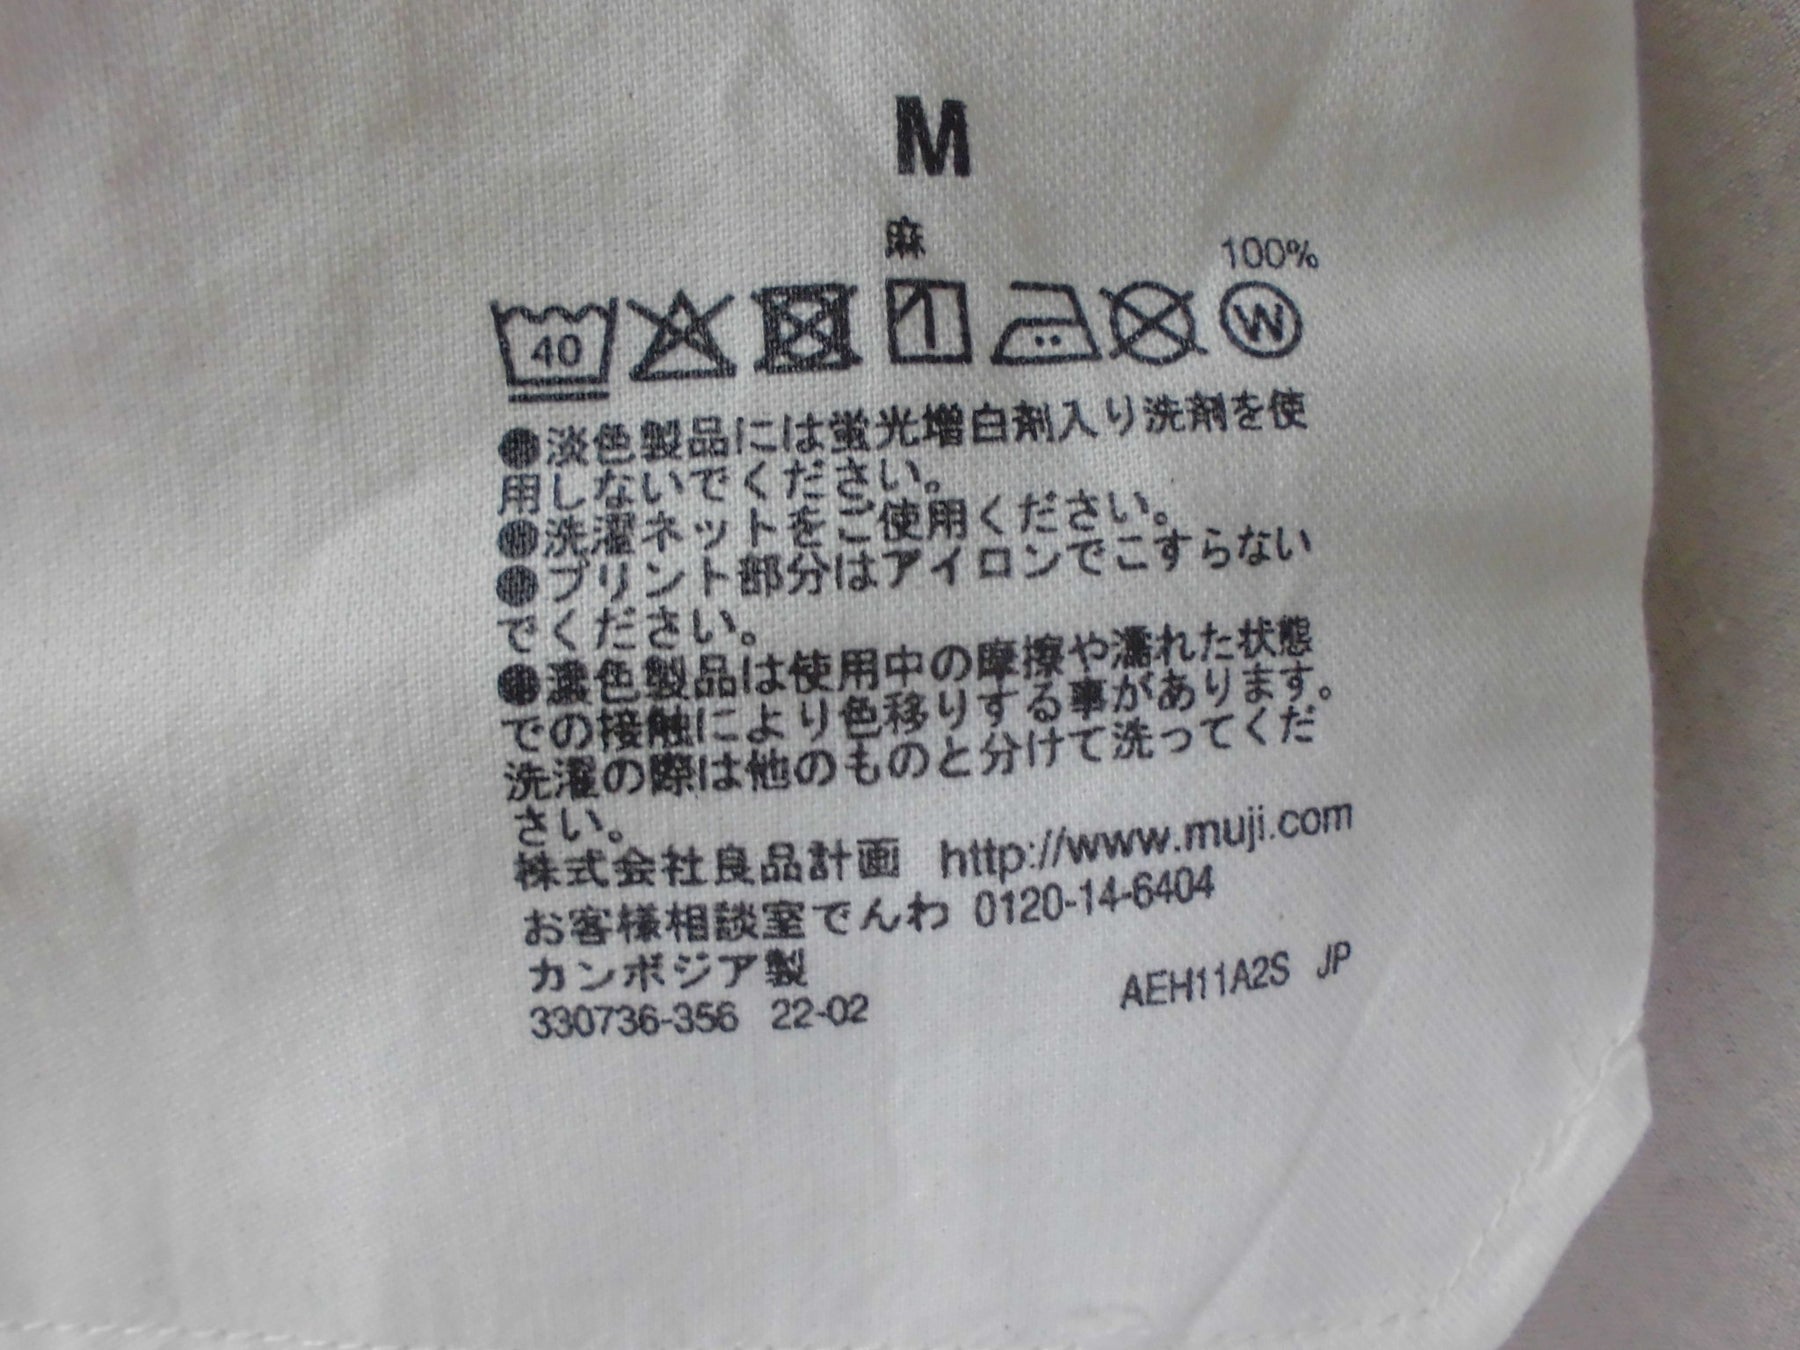 M
麻 100%
40 W
●淡色製品には蛍光増白剤入り洗剤を使
用しないでください。
●洗濯ネットをご使用ください。
●プリント部分はアイロンでこすらない
でください。
●濃色製品は使用中の摩擦や濡れた状態
での接触により色移りする事があります。
洗濯の際は他のものと分けて洗ってくだ
さい。
株式会社良品計画 http://www.muji.com
お客様相談室でんわ 0120-14-6404
カンボジア製
330736-356 22-02 AEH11A2S JP